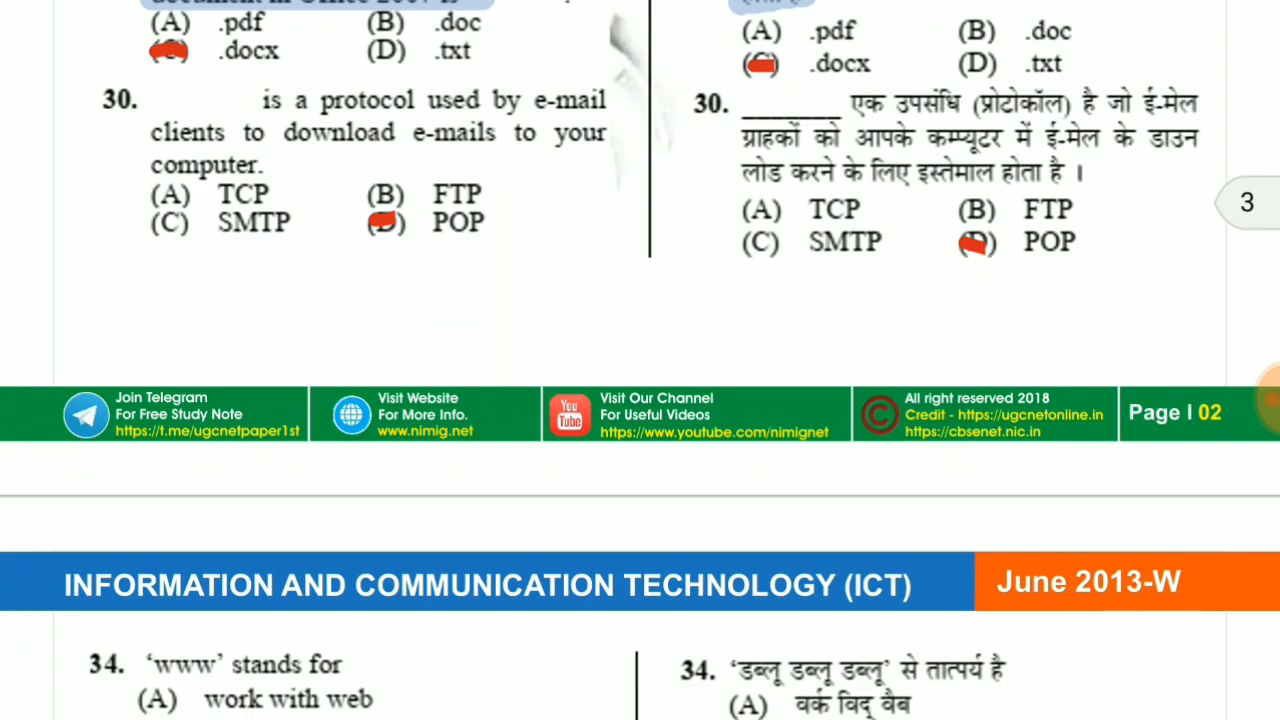 (A) .pdf (B) .doc
.docx (D) .txt
30. is a protocol used by e-mail
clients to download e-mails to your
computer.
(A) TCP (B) FTP
(C) SMTP (D) POP
(A) .pdf (B) .doc
(C) .docx (D) .txt
30. _______ एक उपसंधि (प्रोटोकॉल) है जो ई-मेल
ग्राहकों को आपके कम्प्यूटर में ई-मेल के डाउन
लोड करने के लिए इस्तेमाल होता है ।
(A) TCP (B) FTP
(C) SMTP (D) POP
3
Join Telegram
For Free Study Note
https://t.me/ugcnetpaper1st
Visit Website
For More Info.
www.nimig.net
You
Tube
Visit Our Channel
For Useful Videos
https://www.youtube.com/nimignet
C
All right reserved 2018
Credit - https://ugcnetonline.in
https://cbsenet.nic.in
Page | 02
INFORMATION AND COMMUNICATION TECHNOLOGY (ICT)
June 2013-W
34. ‘www’ stands for
(A) work with web
34. ‘डब्लू डब्लू डब्लू’ से तात्पर्य है
(A) वर्क विद् वैब